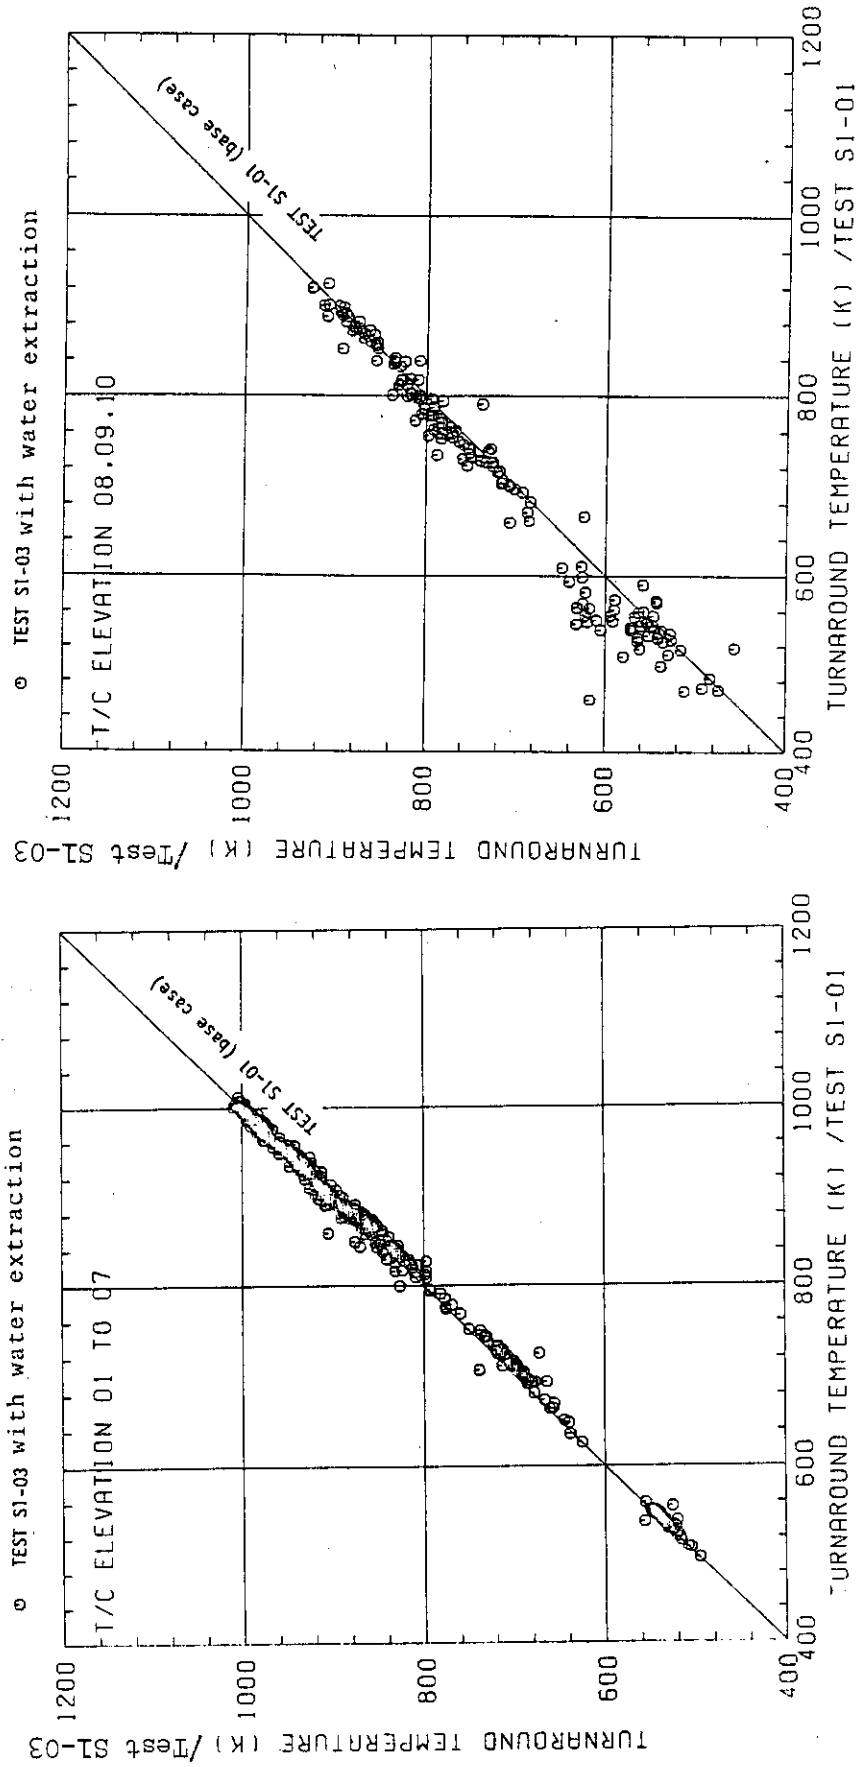 ⊙ TEST S1-03 with water extraction
T/C ELEVATION 08.09.10
TEST S1-01 (base case)
TURNAROUND TEMPERATURE (K) /Test S1-03
1200
1000
800
600
400
400
600
800
1000
1200
TURNAROUND TEMPERATURE (K) /TEST S1-01
⊙ TEST S1-03 with water extraction
T/C ELEVATION 01 TO 07
TEST S1-01 (base case)
TURNAROUND TEMPERATURE (K) /Test S1-03
1200
1000
800
600
400
400
600
800
1000
1200
TURNAROUND TEMPERATURE (K) /TEST S1-01